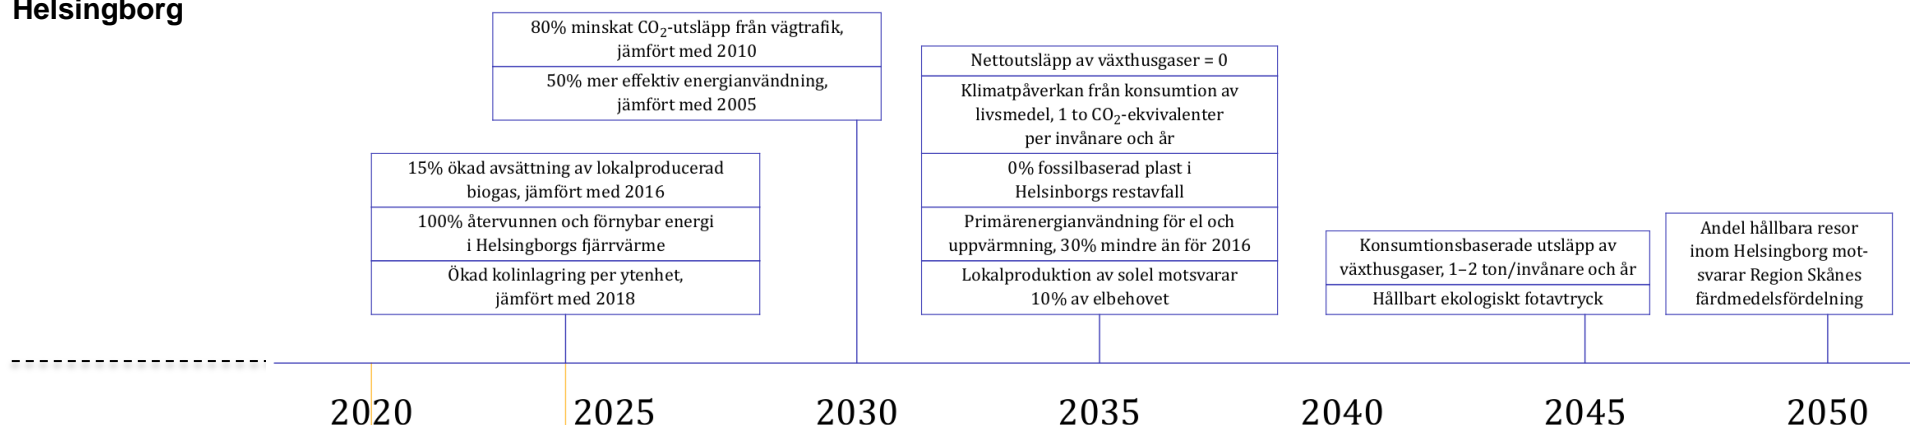 Helsingborg
80% minskat CO₂-utsläpp från vägtrafik,
jämfört med 2010
50% mer effektiv energianvändning,
jämfört med 2005
15% ökad avsättning av lokalproducerad
biogas, jämfört med 2016
100% återvunnen och förnybar energi
i Helsingborgs fjärrvärme
Ökad kolinlagring per ytenhet,
jämfört med 2018
Nettoutsläpp av växthusgaser = 0
Klimatpåverkan från konsumtion av
livsmedel, 1 to CO₂-ekvivalenter
per invånare och år
0% fossilbaserad plast i
Helsinborgs restavfall
Primärenergianvändning för el och
uppvärmning, 30% mindre än för 2016
Lokalproduktion av solel motsvarar
10% av elbehovet
Konsumtionsbaserade utsläpp av
växthusgaser, 1–2 ton/invånare och år
Hållbart ekologiskt fotavtryck
Andel hållbara resor
inom Helsingborg mot-
svarar Region Skånes
färdmedelsfördelning
2020 2025 2030 2035 2040 2045 2050